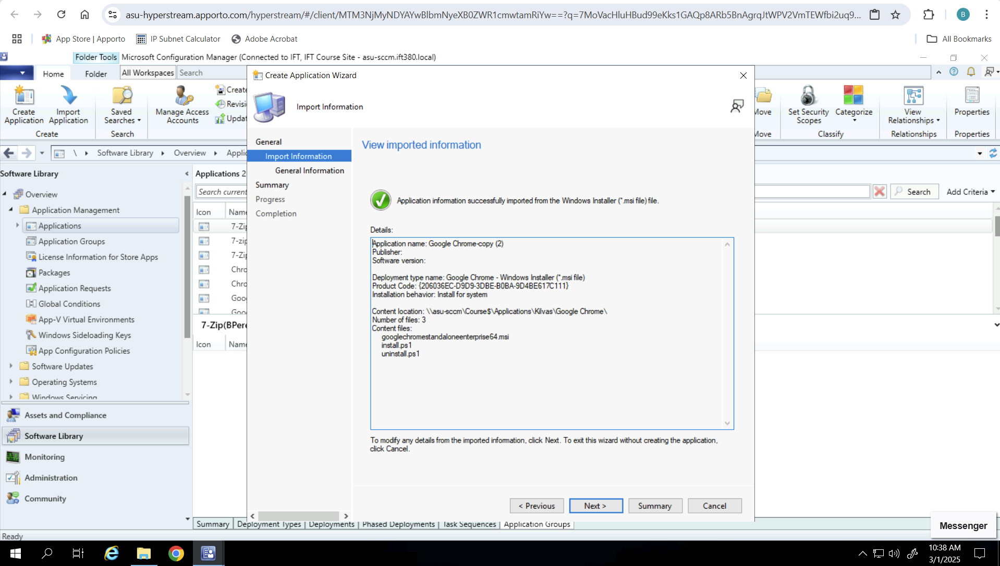 asu-hyperstream.apporto.com/hyperstream/#/client/MTM3NjMyNDYAYwBlbmNyeXB0ZWR1cmwtamRiYw==?q=7MoVacHluHBud99eKks1GAQp8ARb5BnAgrqJtWPV2VmTEWfbi2uq9...
B
App Store | Apporto
IP Subnet Calculator
Adobe Acrobat
All Bookmarks
Folder Tools
Microsoft Configuration Manager (Connected to IFT, IFT Course Site - asu-sccm.ift380.local)
Home
Folder
All Workspaces
Search
Create Application
Import Application
Create
Saved Searches
Search
Manage Access Accounts
Create
Revisi
Updat
Move
Move
Set Security Scopes
Categorize
Classify
View Relationships
Relationships
Properties
Properties
\ Software Library Overview Applic
Software Library
Overview
Application Management
Applications
Application Groups
License Information for Store Apps
Packages
Application Requests
Global Conditions
App-V Virtual Environments
Windows Sideloading Keys
App Configuration Policies
Software Updates
Operating Systems
Windows Servicing
Assets and Compliance
Software Library
Monitoring
Administration
Community
Applications 2
Search current
Search
Add Criteria
Icon Name
7-Zip
7-zip
7-Zip
Chro
Chro
Goo
Goo
7-Zip(BPere
Icon Name
Create Application Wizard
Import Information
General
Import Information
General Information
Summary
Progress
Completion
View imported information
Application information successfully imported from the Windows Installer (*.msi file) file.
Details:
Application name: Google Chrome-copy (2)
Publisher:
Software version:
Deployment type name: Google Chrome - Windows Installer (*.msi file)
Product Code: {206036EC-D9D9-3DBE-B0BA-9D4BE617C111}
Installation behavior: Install for system
Content location: \\asu-sccm\Course$\Applications\Kilvas\Google Chrome\
Number of files: 3
Content files:
googlechromestandaloneenterprise64.msi
install.ps1
uninstall.ps1
To modify any details from the imported information, click Next. To exit this wizard without creating the application,
click Cancel.
< Previous
Next >
Summary
Cancel
Summary
Deployment Types
Deployments
Phased Deployments
Task Sequences
Application Groups
Messenger
Ready
10:38 AM
3/1/2025